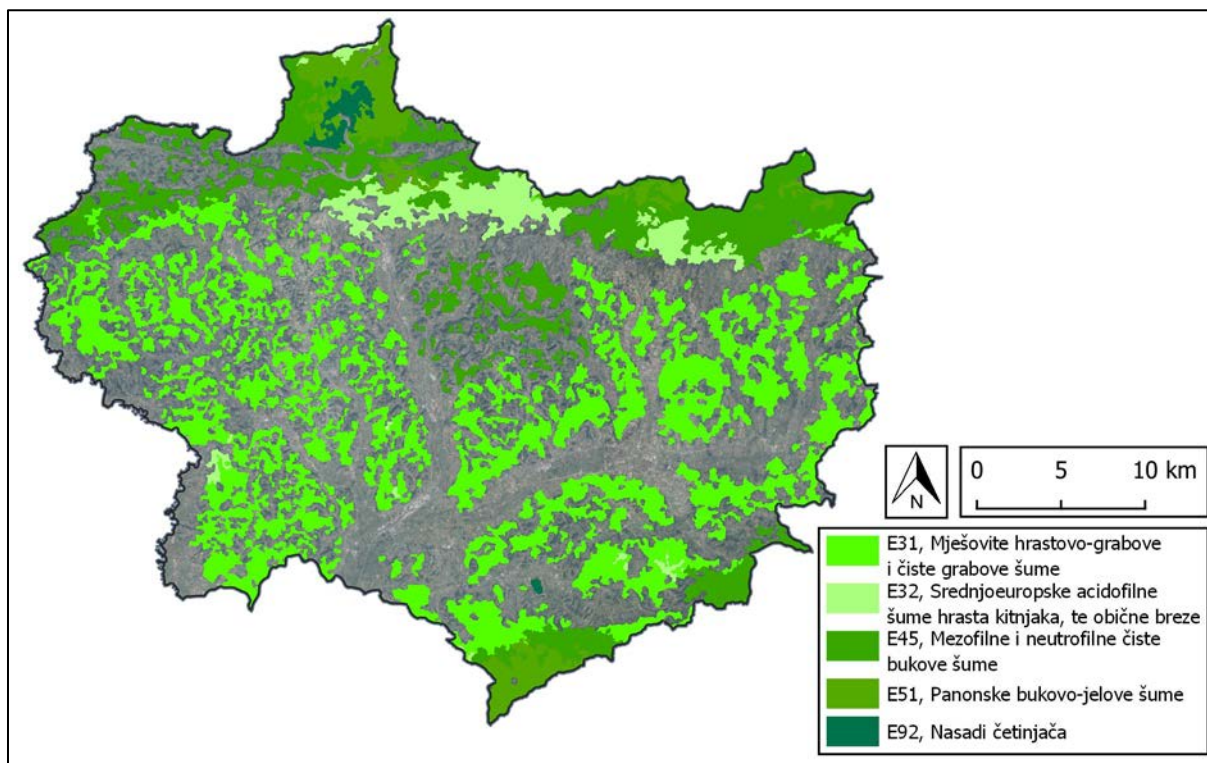 N
0 5 10 km
E31, Mješovite hrastovo-grabove
i čiste grabove šume
E32, Srednjoeuropske acidofilne
šume hrasta kitnjaka, te obične breze
E45, Mezofilne i neutrofilne čiste
bukove šume
E51, Panonske bukovo-jelove šume
E92, Nasadi četinjača